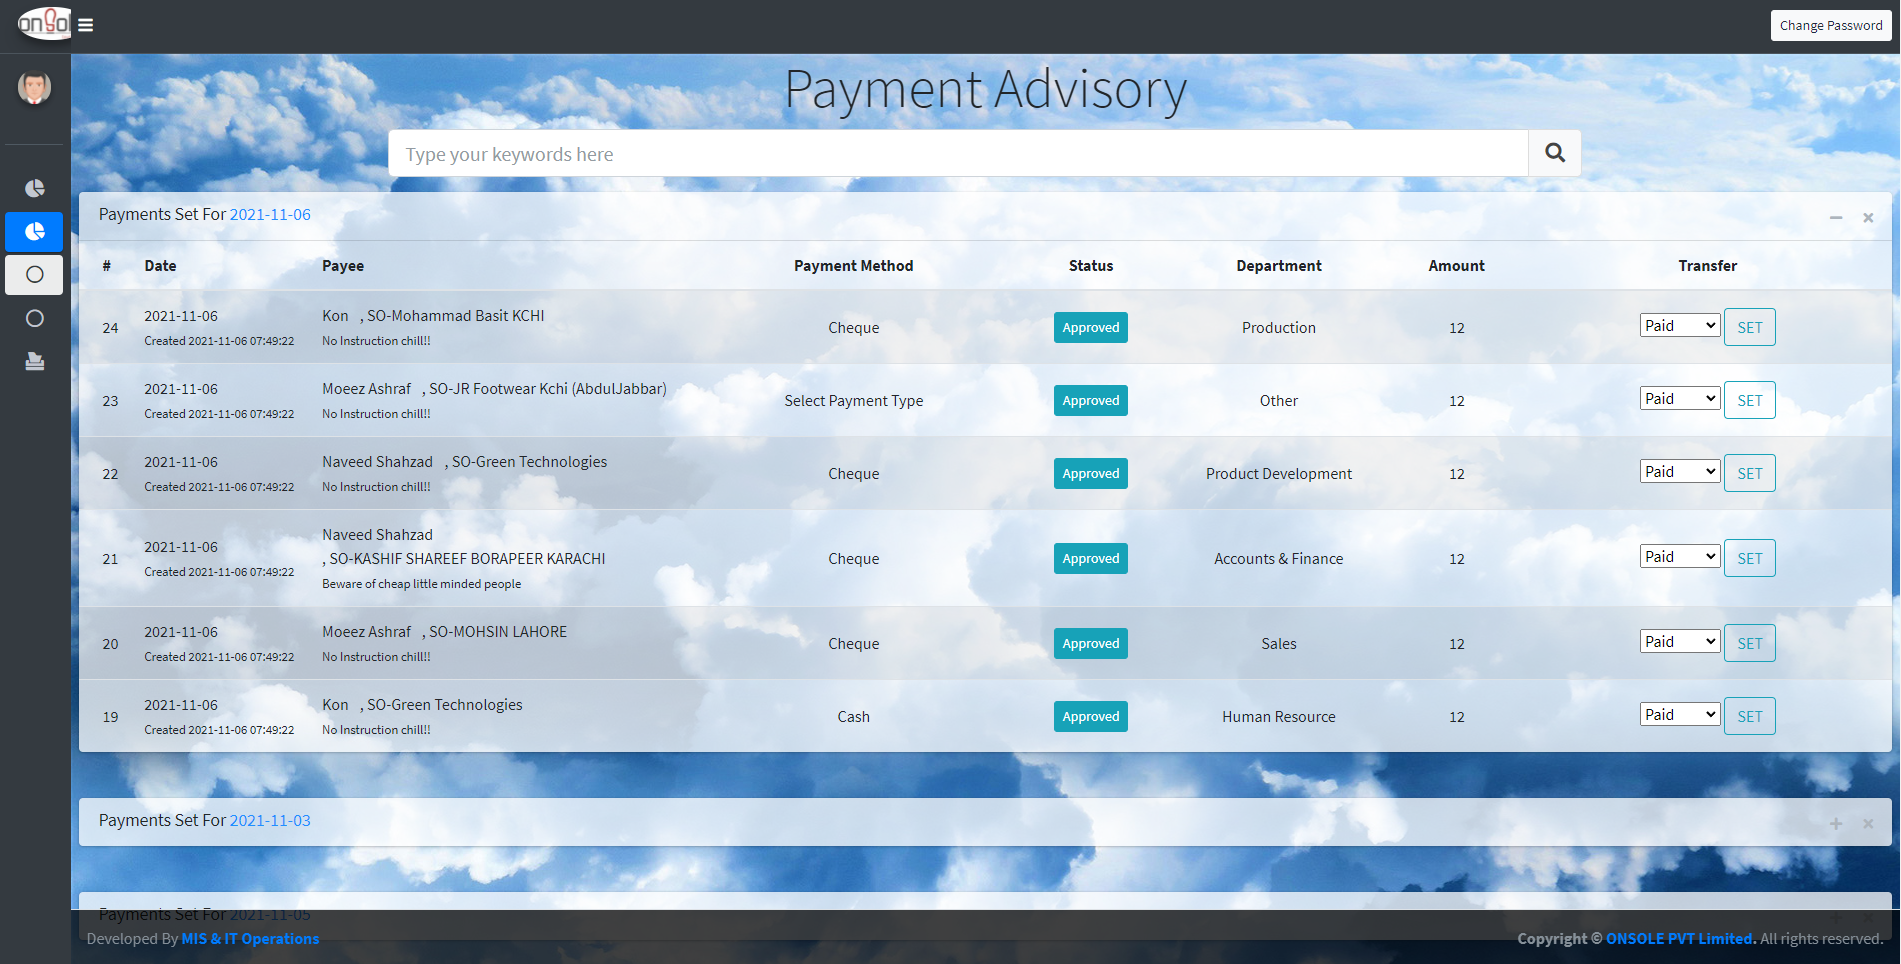 onsol
Change Password
Payment Advisory
Type your keywords here
Payments Set For 2021-11-06
# Date Payee Payment Method Status Department Amount Transfer
24 2021-11-06 Kon , SO-Mohammad Basit KCHI Cheque Approved Production 12 Paid SET
Created 2021-11-06 07:49:22 No Instruction chill!!
23 2021-11-06 Moeez Ashraf , SO-JR Footwear Kchi (AbdulJabbar) Select Payment Type Approved Other 12 Paid SET
Created 2021-11-06 07:49:22 No Instruction chill!!
22 2021-11-06 Naveed Shahzad , SO-Green Technologies Cheque Approved Product Development 12 Paid SET
Created 2021-11-06 07:49:22 No Instruction chill!!
Naveed Shahzad
21 2021-11-06 , SO-KASHIF SHAREEF BORAPEER KARACHI Cheque Approved Accounts & Finance 12 Paid SET
Created 2021-11-06 07:49:22 Beware of cheap little minded people
20 2021-11-06 Moeez Ashraf , SO-MOHSIN LAHORE Cheque Approved Sales 12 Paid SET
Created 2021-11-06 07:49:22 No Instruction chill!!
19 2021-11-06 Kon , SO-Green Technologies Cash Approved Human Resource 12 Paid SET
Created 2021-11-06 07:49:22 No Instruction chill!!
Payments Set For 2021-11-03
Payments Set For 2021-11-05
Developed By MIS & IT Operations
Copyright © ONSOLE PVT Limited. All rights reserved.